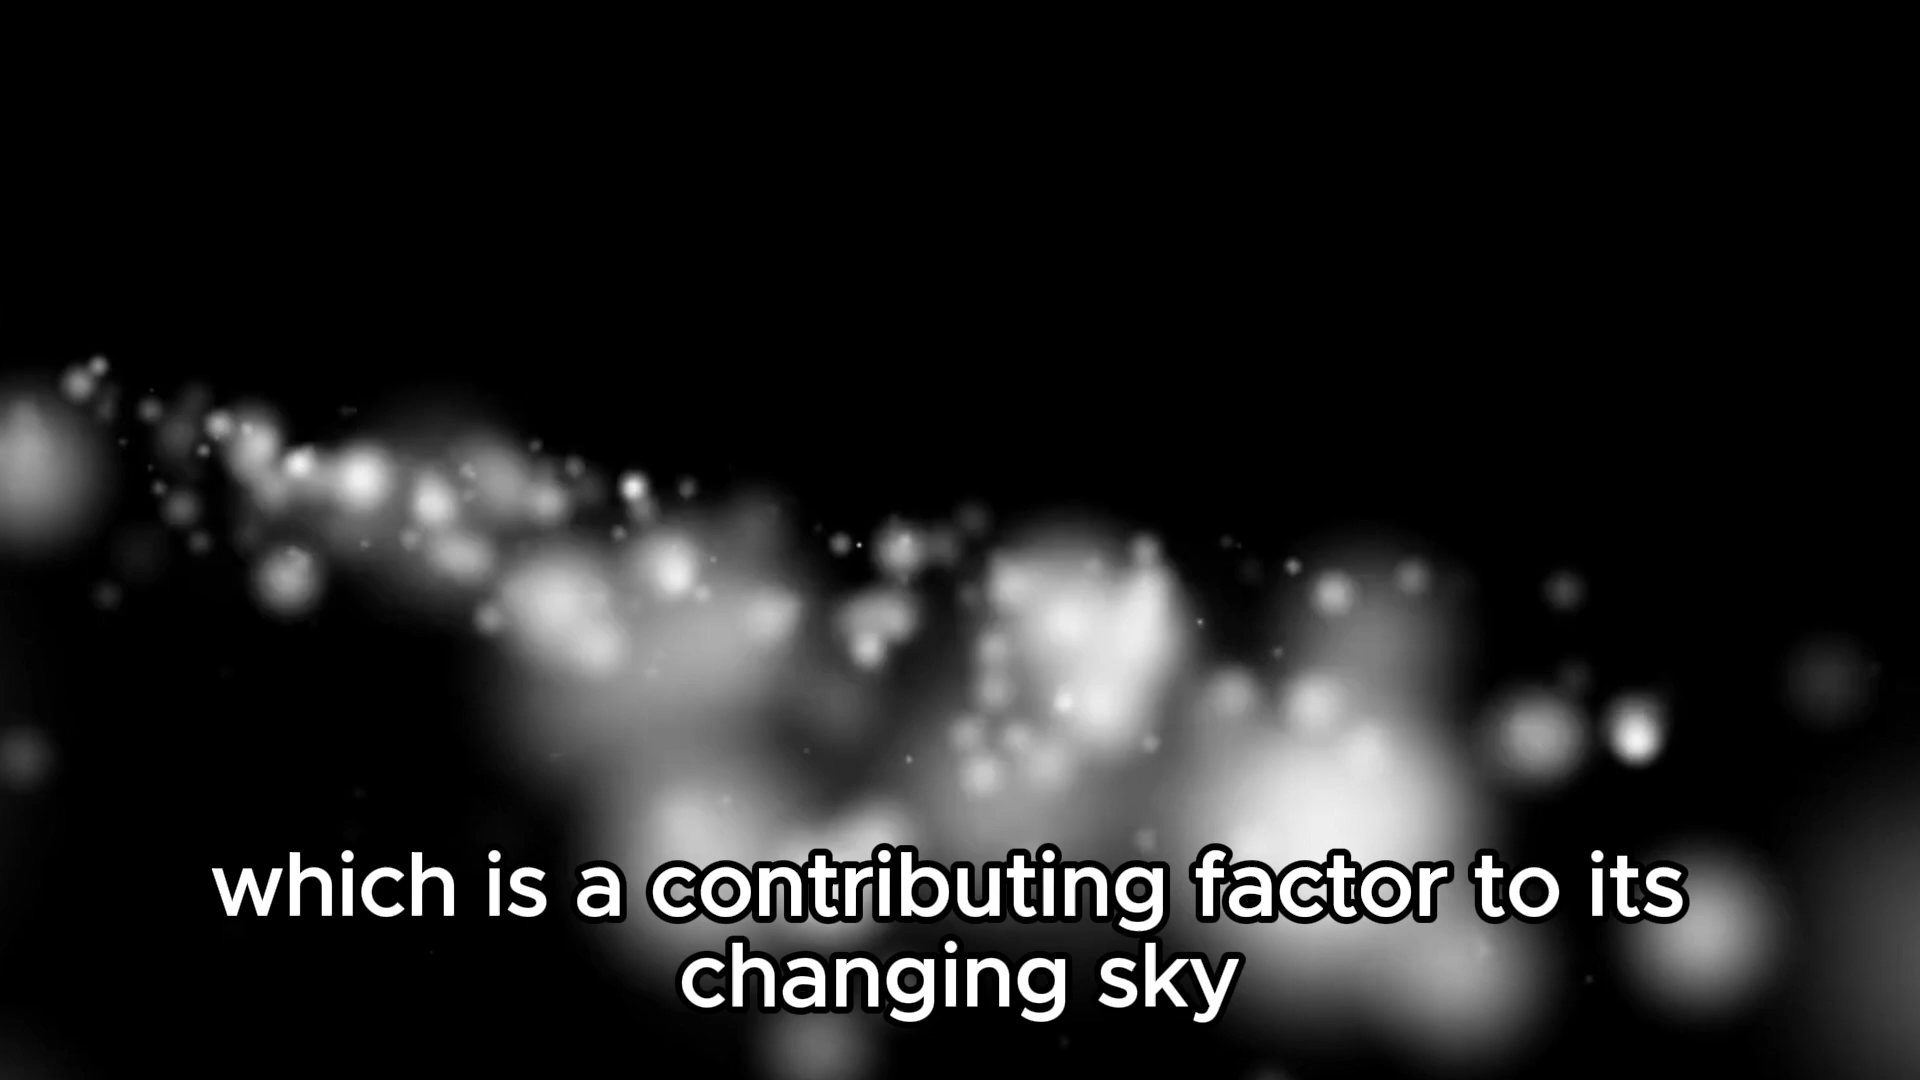 which is a contributing factor to its
changing sky